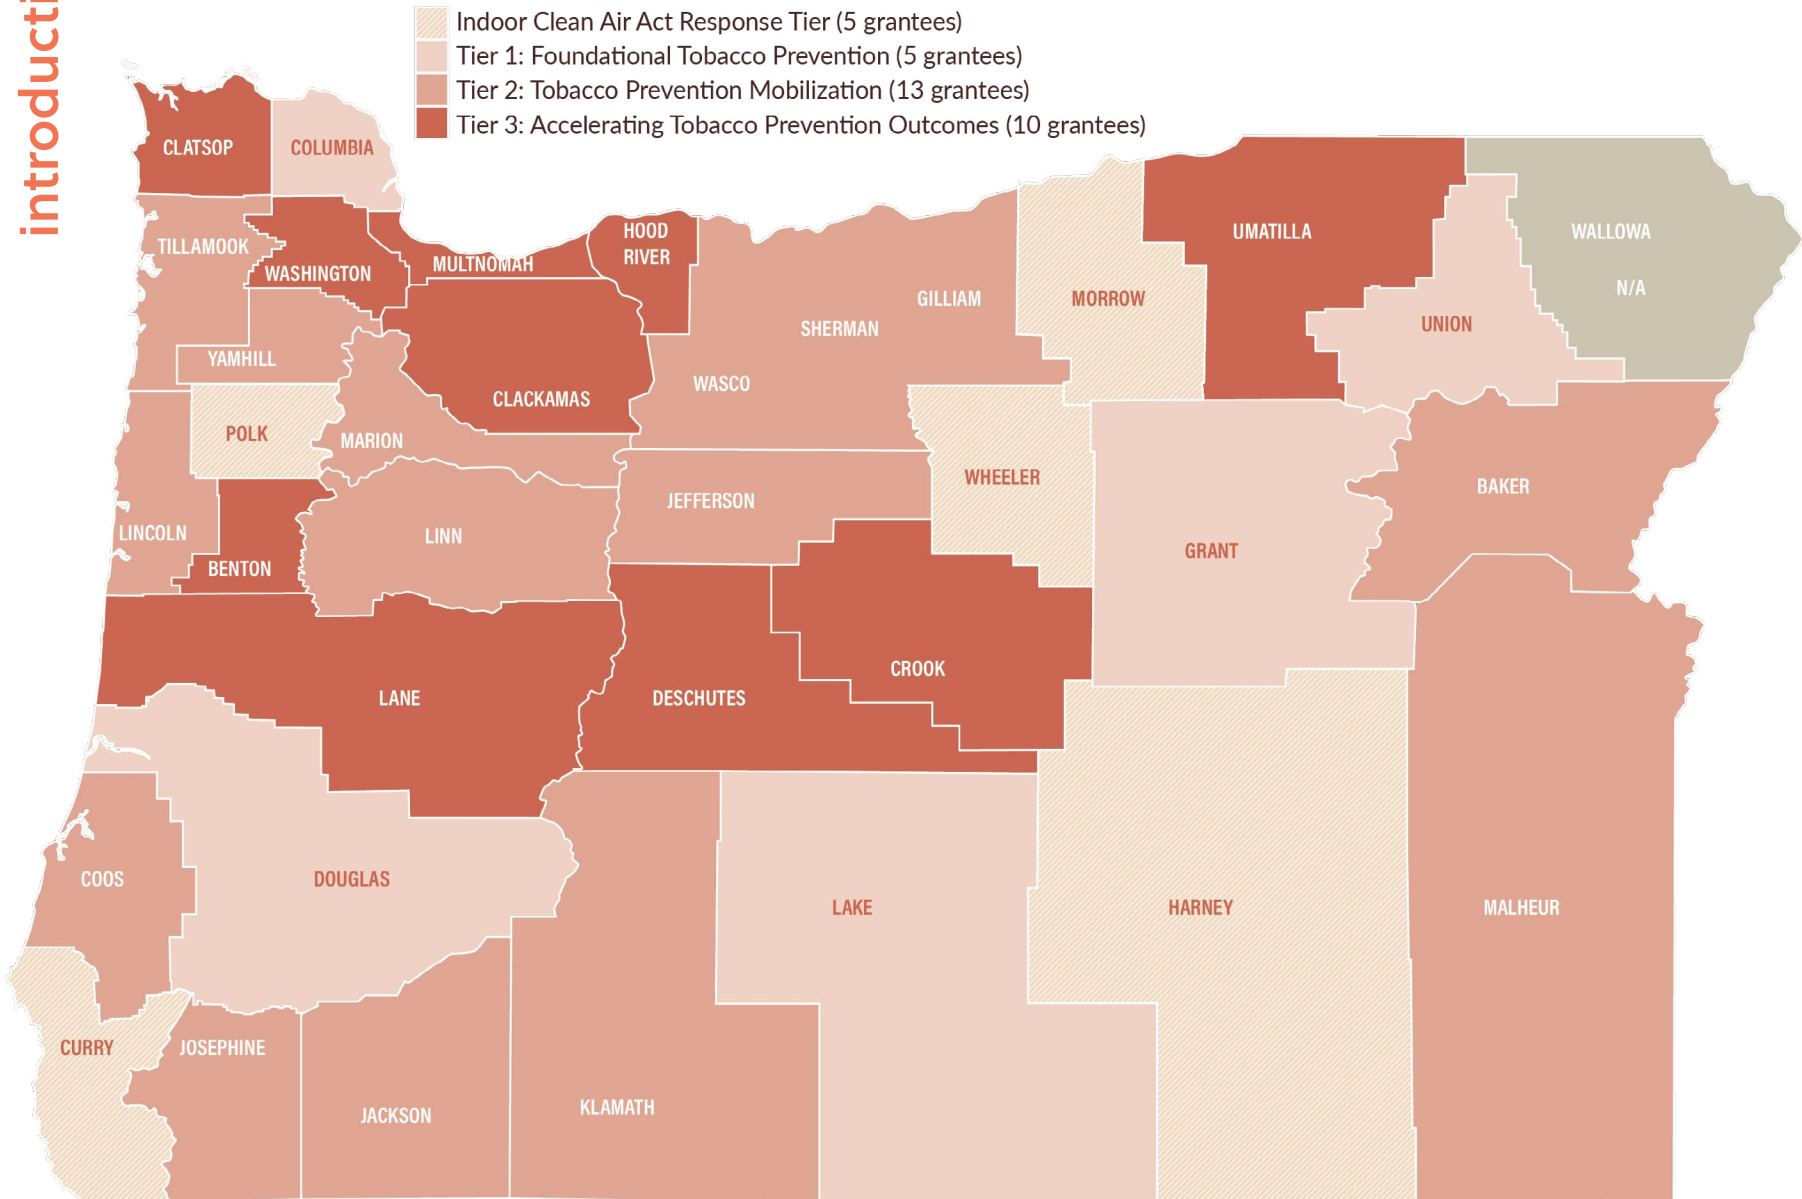 introducti
Indoor Clean Air Act Response Tier (5 grantees)
Tier 1: Foundational Tobacco Prevention (5 grantees)
Tier 2: Tobacco Prevention Mobilization (13 grantees)
Tier 3: Accelerating Tobacco Prevention Outcomes (10 grantees)
CLATSOP
COLUMBIA
TILLAMOOK
WASHINGTON
MULTNOMAH
HOOD
RIVER
GILLIAM
SHERMAN
WASCO
MORROW
UMATILLA
UNION
WALLOWA
N/A
YAMHILL
CLACKAMAS
POLK
MARION
WHEELER
JEFFERSON
BAKER
LINCOLN
BENTON
LINN
GRANT
LANE
DESCHUTES
CROOK
COOS
DOUGLAS
LAKE
HARNEY
MALHEUR
CURRY
JOSEPHINE
JACKSON
KLAMATH